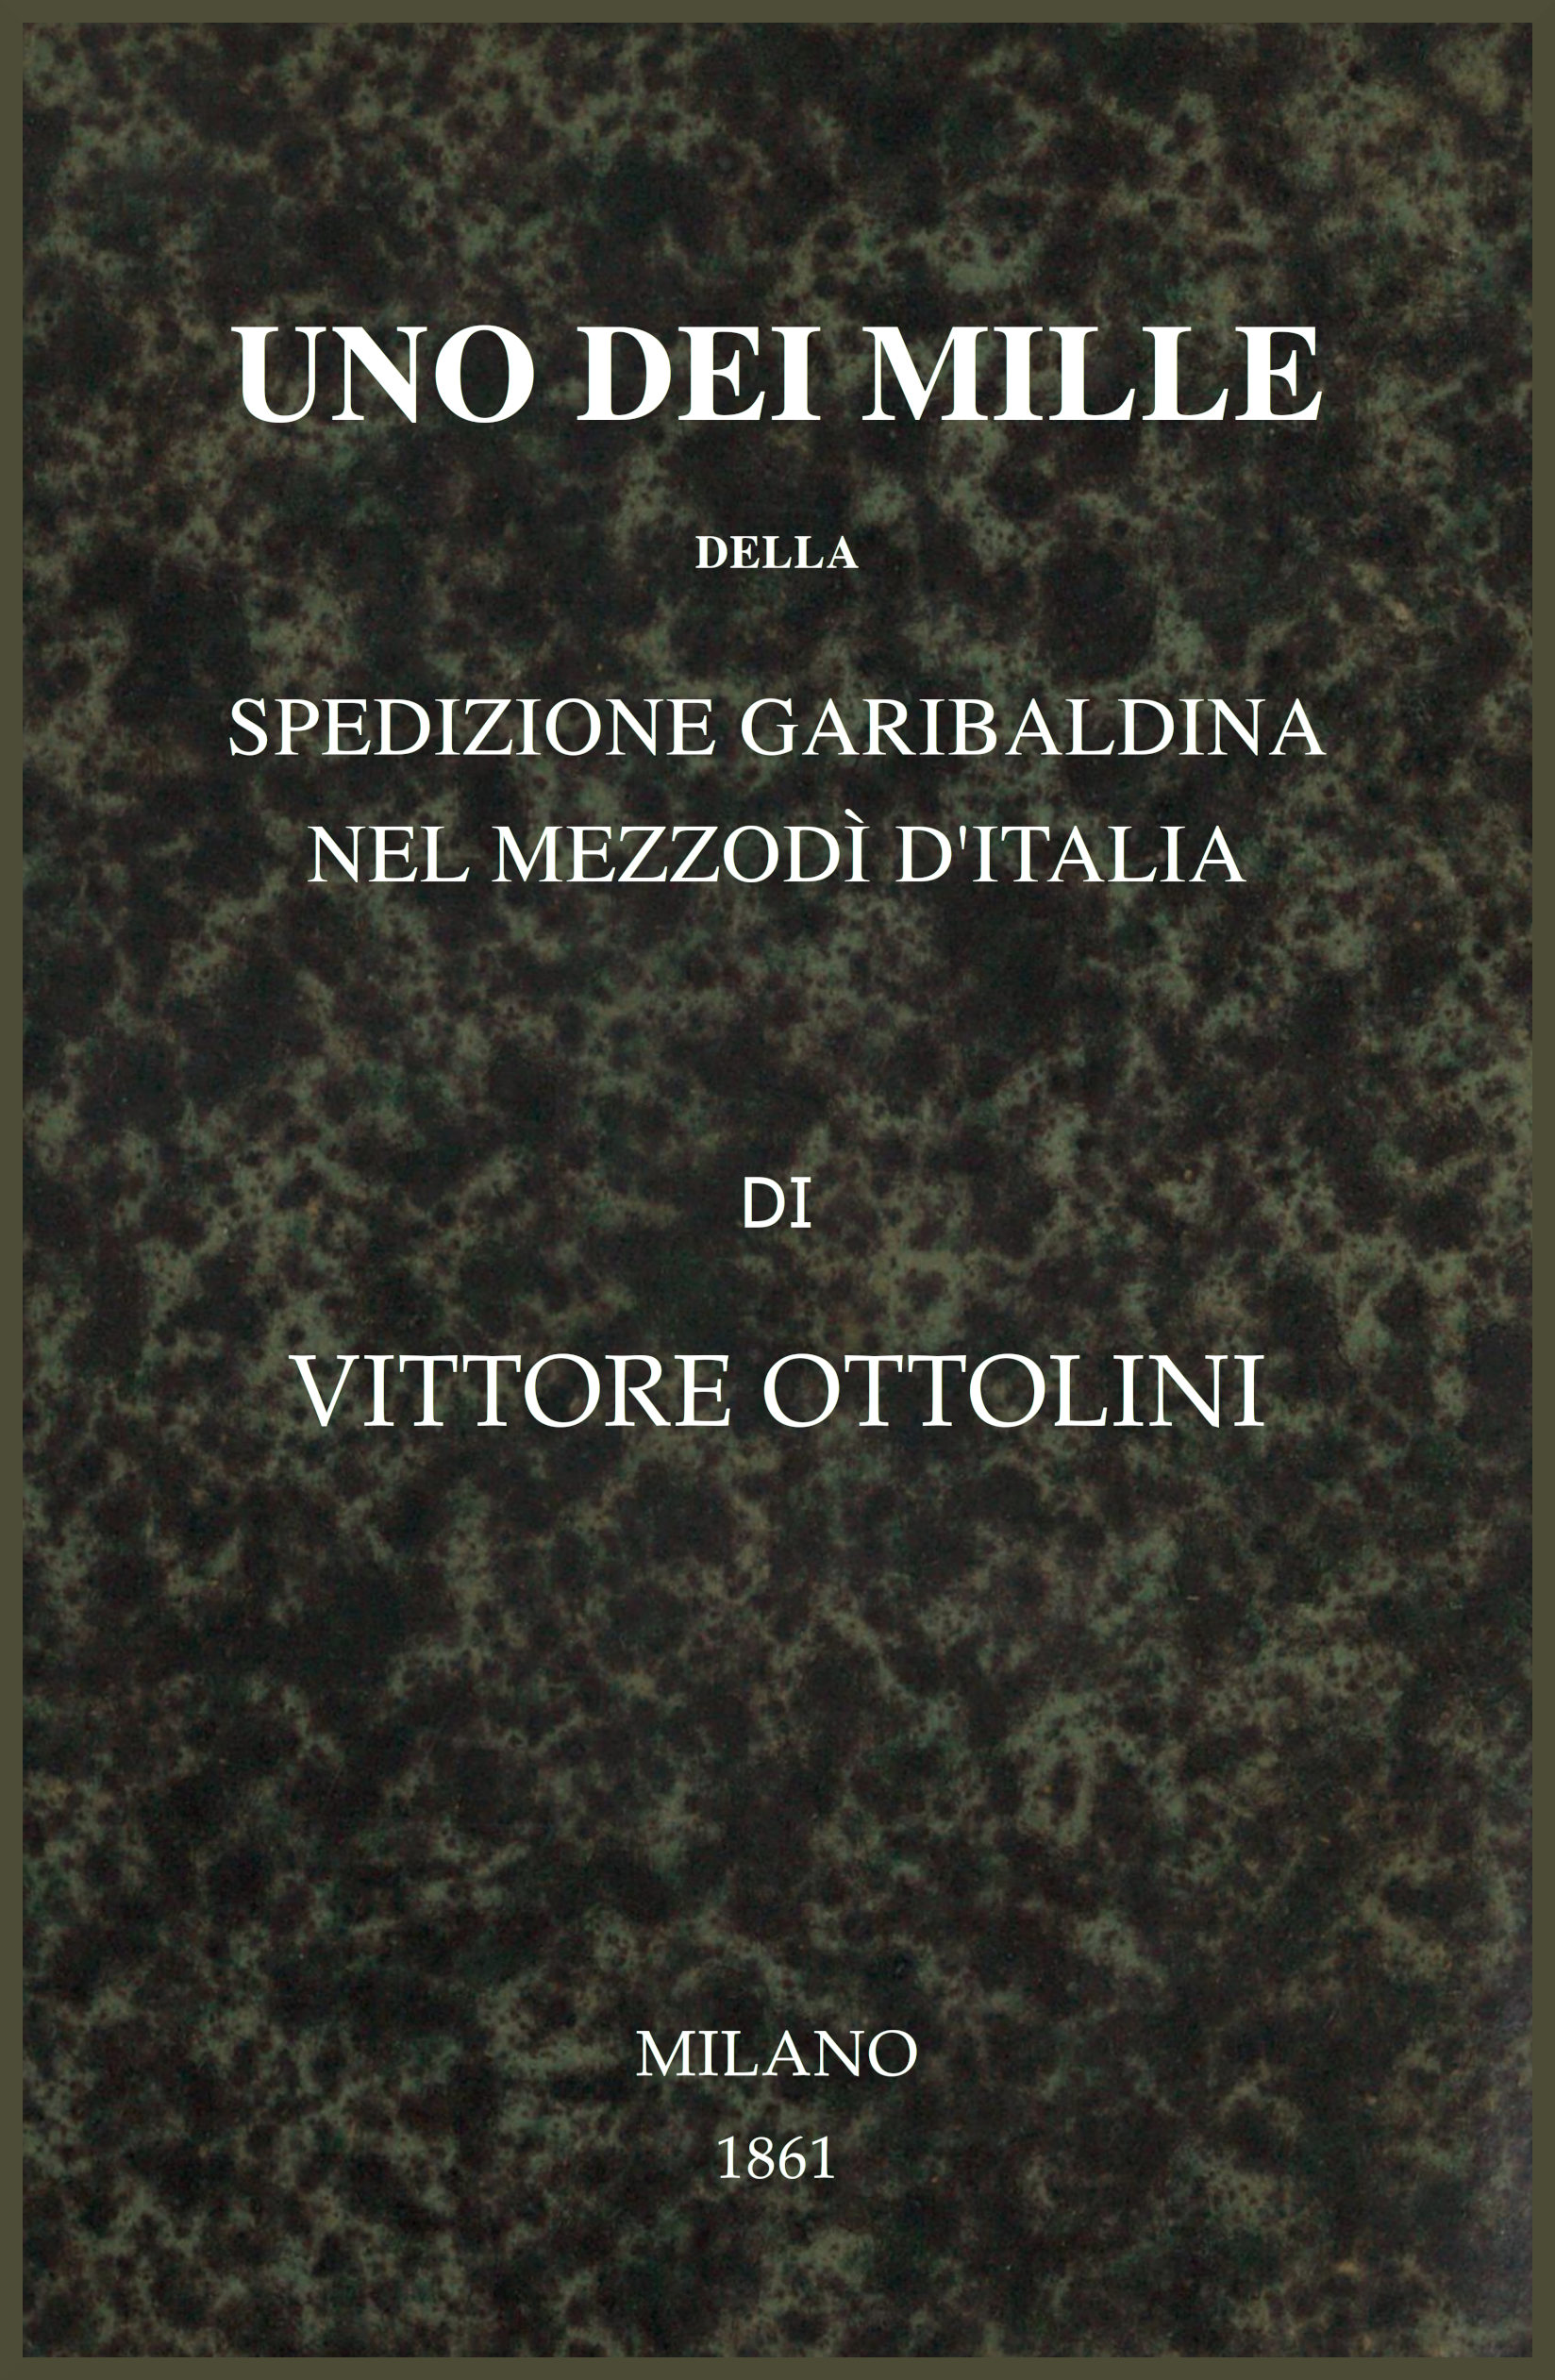 UNO DEI MILLE
DELLA
SPEDIZIONE GARIBALDINA
NEL MEZZODÌ D'ITALIA
DI
VITTORE OTTOLINI
MILANO
1861